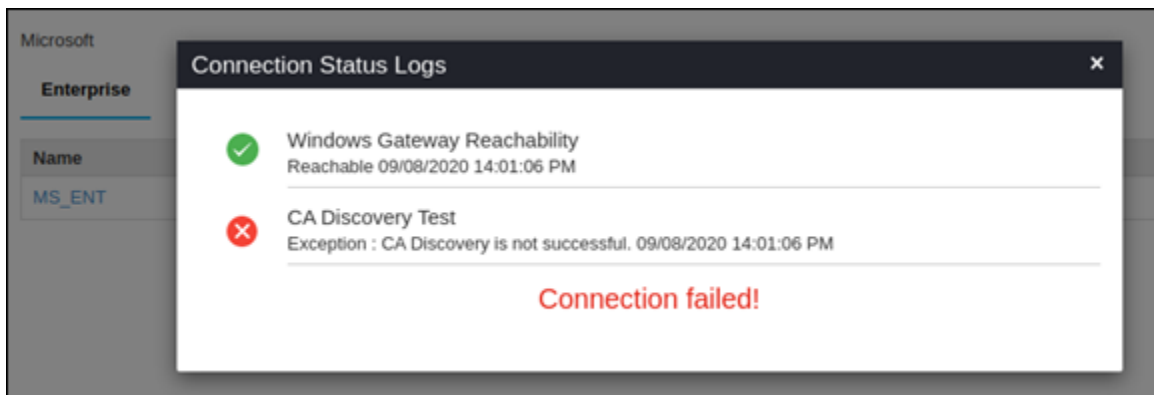 Microsoft
Connection Status Logs
×
Enterprise
Windows Gateway Reachability
Reachable 09/08/2020 14:01:06 PM
Name
MS_ENT
CA Discovery Test
Exception : CA Discovery is not successful. 09/08/2020 14:01:06 PM
Connection failed!